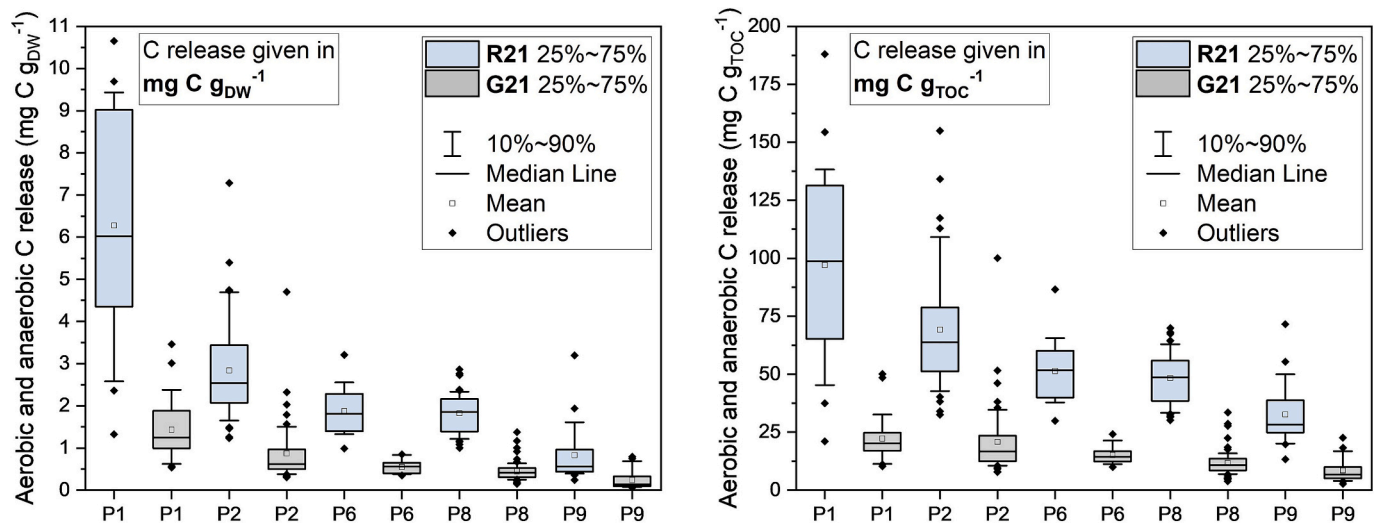 Aerobic and anaerobic C release (mg C g_DW^-1)
11
10
9
8
7
6
5
4
3
2
1
0
C release given in
mg C g_DW^-1
R21 25%~75%
G21 25%~75%
10%~90%
Median Line
Mean
Outliers
P1 P1 P2 P2 P6 P6 P8 P8 P9 P9
Aerobic and anaerobic C release (mg C g_TOC^-1)
200
175
150
125
100
75
50
25
0
C release given in
mg C g_TOC^-1
R21 25%~75%
G21 25%~75%
10%~90%
Median Line
Mean
Outliers
P1 P1 P2 P2 P6 P6 P8 P8 P9 P9